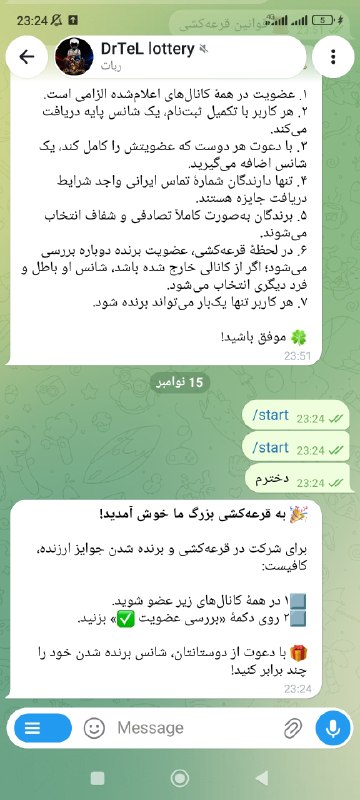 23:24
4G
5
قوانین قرعه‌کشی
23:51
DrTeL lottery
ربات
۱. عضویت در همهٔ کانال‌های اعلام‌شده الزامی است.
۲. هر کاربر با تکمیل ثبت‌نام، یک شانس پایه دریافت
می‌کند.
۳. با دعوت هر دوست که عضویتش را کامل کند، یک
شانس اضافه می‌گیرید.
۴. تنها دارندگان شمارهٔ تماس ایرانی واجد شرایط
دریافت جایزه هستند.
۵. برندگان به‌صورت کاملاً تصادفی و شفاف انتخاب
می‌شوند.
۶. در لحظهٔ قرعه‌کشی، عضویت برنده دوباره بررسی
می‌شود؛ اگر از کانالی خارج شده باشد، شانس او باطل و
فرد دیگری انتخاب می‌شود.
۷. هر کاربر تنها یک‌بار می‌تواند برنده شود.
🍀 موفق باشید!
23:51
15 نوامبر
/start 23:24
/start 23:24
دخترم 23:24
🎉 به قرعه‌کشی بزرگ ما خوش آمدید!
برای شرکت در قرعه‌کشی و برنده شدن جوایز ارزنده،
کافیست:
۱ در همهٔ کانال‌های زیر عضو شوید.
۲ روی دکمهٔ «بررسی عضویت ✅» بزنید.
🎁 با دعوت از دوستانتان، شانس برنده شدن خود را
چند برابر کنید!
23:24
Message